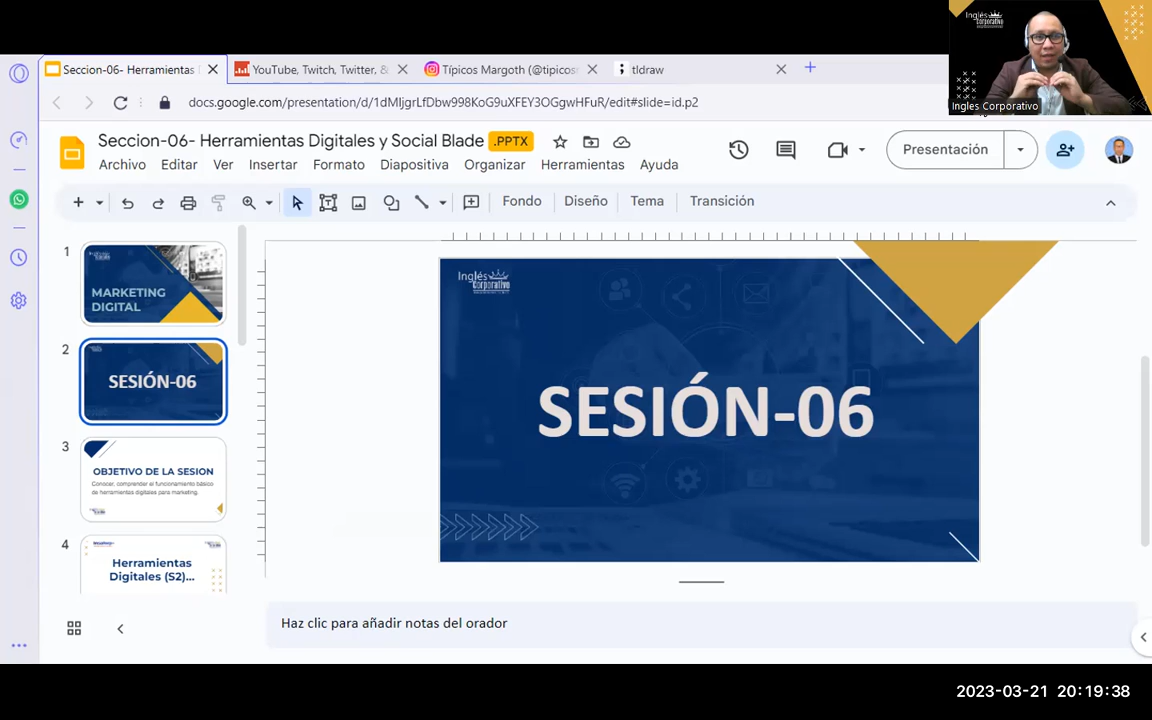 Seccion-06- Herramientas
YouTube, Twitch, Twitter, &
Típicos Margoth (@tipicos
tldraw
docs.google.com/presentation/d/1dMljgrLfDbw998KoG9uXFEY3OGgwHFuR/edit#slide=id.p2
Inglés
Corporativo
Ingles Corporativo
Seccion-06- Herramientas Digitales y Social Blade .PPTX
Archivo Editar Ver Insertar Formato Diapositiva Organizar Herramientas Ayuda
Presentación
Fondo Diseño Tema Transición
1
MARKETING
DIGITAL
2
SESIÓN-06
3
OBJETIVO DE LA SESION
Conocer, comprender el funcionamiento básico
de herramientas digitales para marketing.
4
Herramientas
Digitales (S2)...
Inglés
Corporativo
SESIÓN-06
Haz clic para añadir notas del orador
2023-03-21 20:19:38